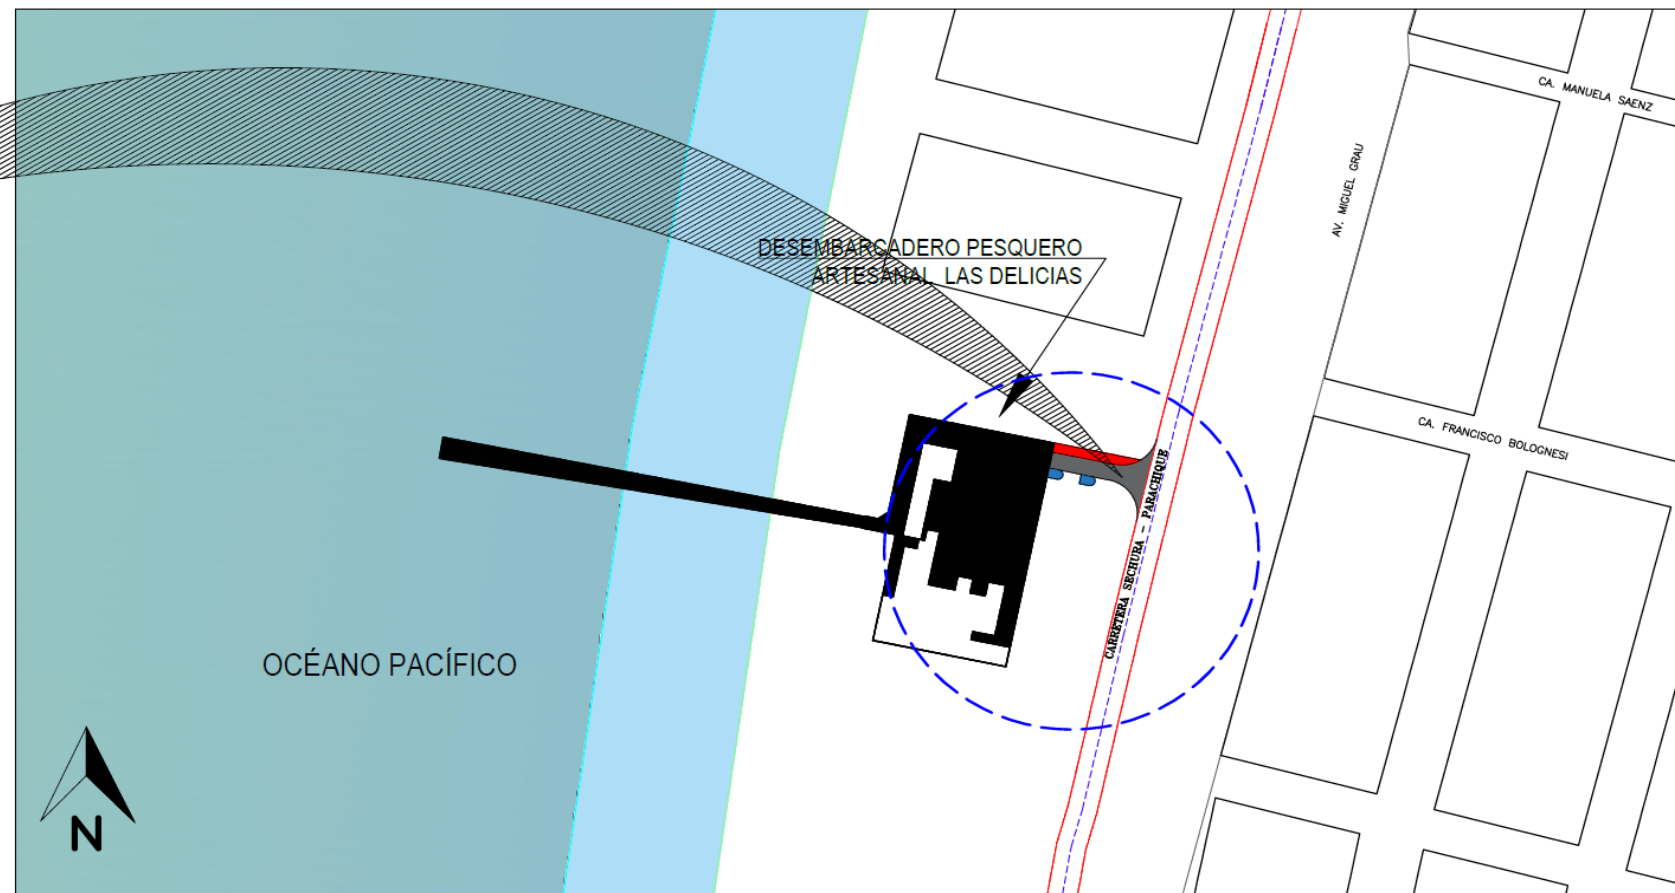 CA. MANUELA SAENZ
AV. MIGUEL GRAU
DESEMBARCADERO PESQUERO
ARTESANAL LAS DELICIAS
CA. FRANCISCO BOLOGNESI
CARRETERA SECHURA - PARACHIQUE
OCÉANO PACÍFICO
N